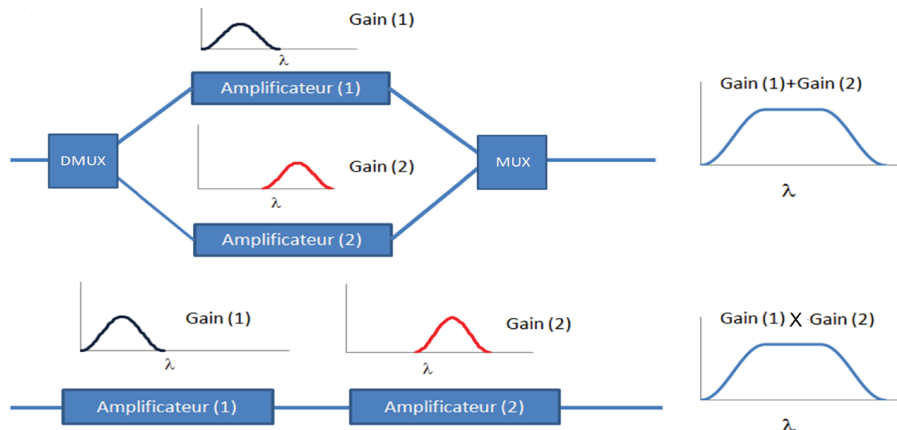 Gain (1)
λ
Amplificateur (1)
Gain (1)+Gain (2)
DMUX
Gain (2)
MUX
λ
λ
Amplificateur (2)
Gain (1)
λ
Gain (2)
λ
Gain (1) X Gain (2)
Amplificateur (1)
Amplificateur (2)
λ